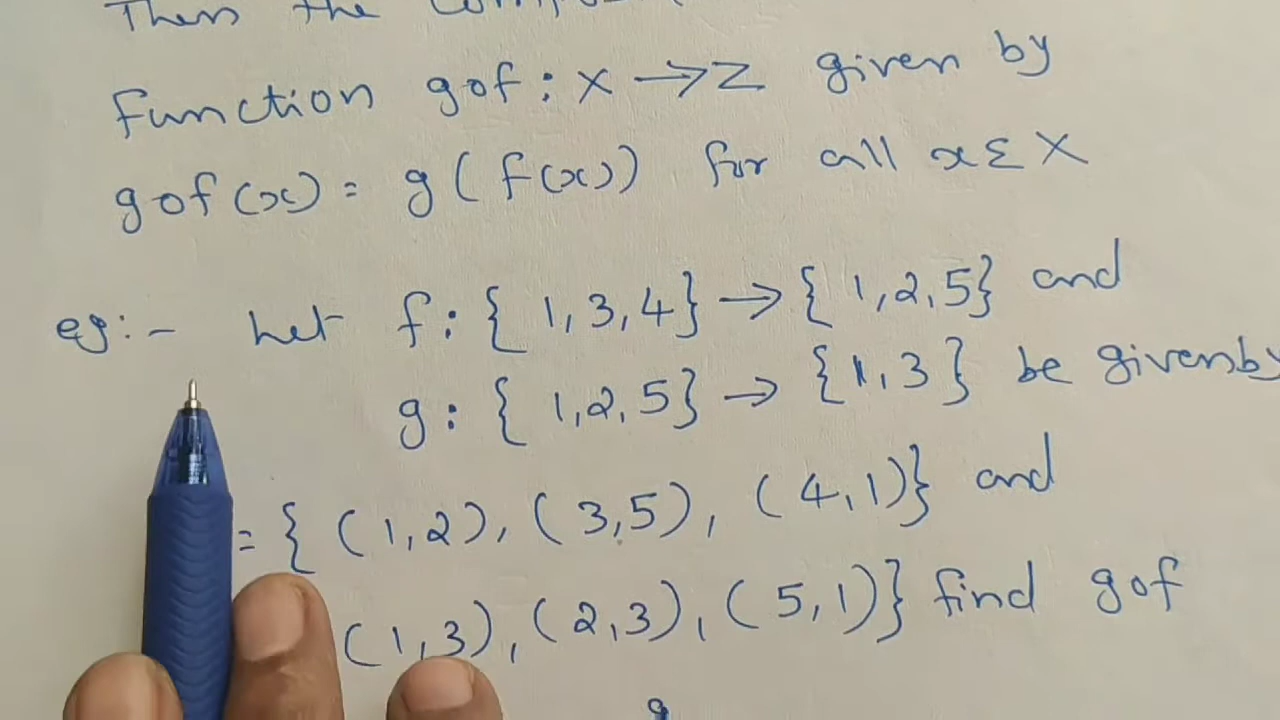 Then the
function gof : X → Z given by
gof(x) = g(f(x)) for all x ∈ X
eg:- Let f : { 1, 3, 4} → { 1, 2, 5} and
g : { 1, 2, 5} → {1, 3 } be given by
= { (1, 2), (3, 5), (4, 1)} and
(1, 3), (2, 3), (5, 1)} find gof
g